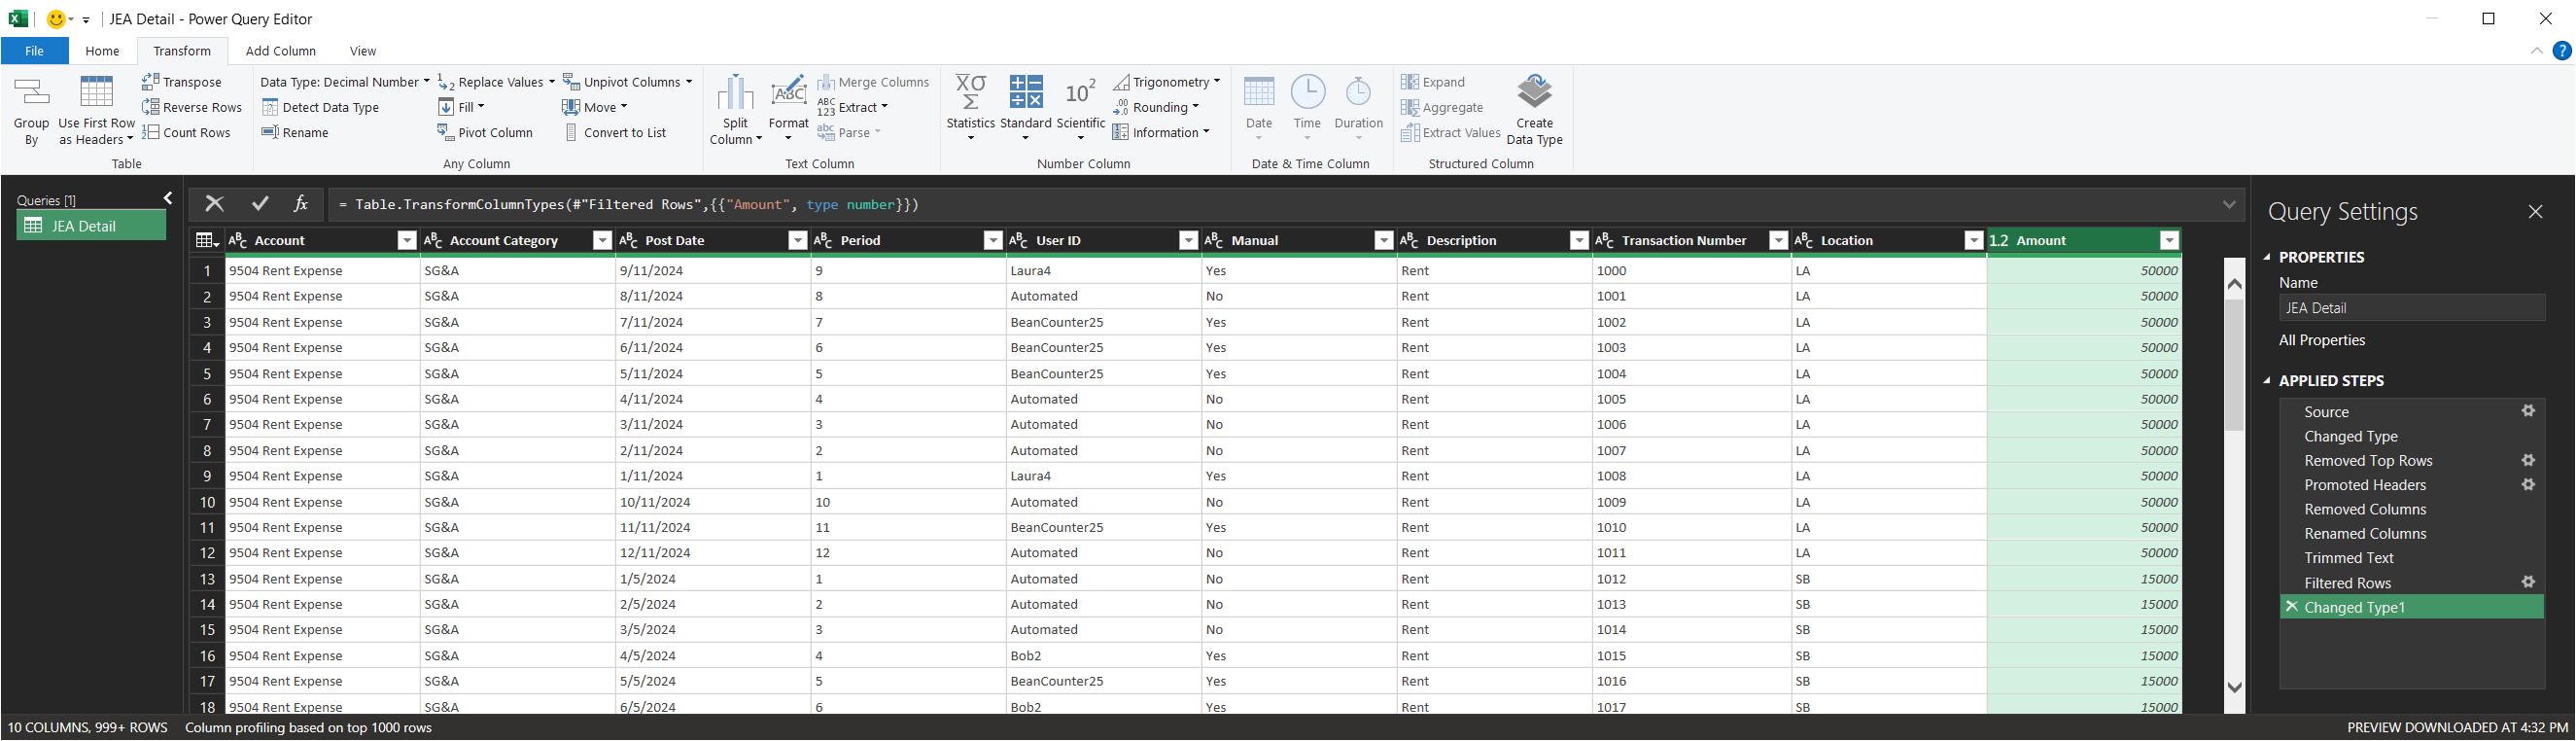 JEA Detail - Power Query Editor
File Home Transform Add Column View
Group By
Use First Row as Headers
Transpose
Reverse Rows
Count Rows
Table
Data Type: Decimal Number
Detect Data Type
Rename
Replace Values
Fill
Pivot Column
Unpivot Columns
Move
Convert to List
Any Column
Split Column
Format
Merge Columns
Extract
Parse
Text Column
Statistics
Standard
Scientific
Trigonometry
Rounding
Information
Number Column
Date
Time
Duration
Date & Time Column
Expand
Aggregate
Extract Values
Create Data Type
Structured Column
Queries [1]
JEA Detail
= Table.TransformColumnTypes(#"Filtered Rows",{{"Amount", type number}})
Account Account Category Post Date Period User ID Manual Description Transaction Number Location 1.2 Amount
1 9504 Rent Expense SG&A 9/11/2024 9 Laura4 Yes Rent 1000 LA 50000
2 9504 Rent Expense SG&A 8/11/2024 8 Automated No Rent 1001 LA 50000
3 9504 Rent Expense SG&A 7/11/2024 7 BeanCounter25 Yes Rent 1002 LA 50000
4 9504 Rent Expense SG&A 6/11/2024 6 BeanCounter25 Yes Rent 1003 LA 50000
5 9504 Rent Expense SG&A 5/11/2024 5 BeanCounter25 Yes Rent 1004 LA 50000
6 9504 Rent Expense SG&A 4/11/2024 4 Automated No Rent 1005 LA 50000
7 9504 Rent Expense SG&A 3/11/2024 3 Automated No Rent 1006 LA 50000
8 9504 Rent Expense SG&A 2/11/2024 2 Automated No Rent 1007 LA 50000
9 9504 Rent Expense SG&A 1/11/2024 1 Laura4 Yes Rent 1008 LA 50000
10 9504 Rent Expense SG&A 10/11/2024 10 Automated No Rent 1009 LA 50000
11 9504 Rent Expense SG&A 11/11/2024 11 BeanCounter25 Yes Rent 1010 LA 50000
12 9504 Rent Expense SG&A 12/11/2024 12 Automated No Rent 1011 LA 50000
13 9504 Rent Expense SG&A 1/5/2024 1 Automated No Rent 1012 SB 15000
14 9504 Rent Expense SG&A 2/5/2024 2 Automated No Rent 1013 SB 15000
15 9504 Rent Expense SG&A 3/5/2024 3 Automated No Rent 1014 SB 15000
16 9504 Rent Expense SG&A 4/5/2024 4 Bob2 Yes Rent 1015 SB 15000
17 9504 Rent Expense SG&A 5/5/2024 5 BeanCounter25 Yes Rent 1016 SB 15000
18 9504 Rent Expense SG&A 6/5/2024 6 Bob2 Yes Rent 1017 SB 15000
Query Settings
PROPERTIES
Name
JEA Detail
All Properties
APPLIED STEPS
Source
Changed Type
Removed Top Rows
Promoted Headers
Removed Columns
Renamed Columns
Trimmed Text
Filtered Rows
Changed Type1
10 COLUMNS, 999+ ROWS Column profiling based on top 1000 rows
PREVIEW DOWNLOADED AT 4:32 PM